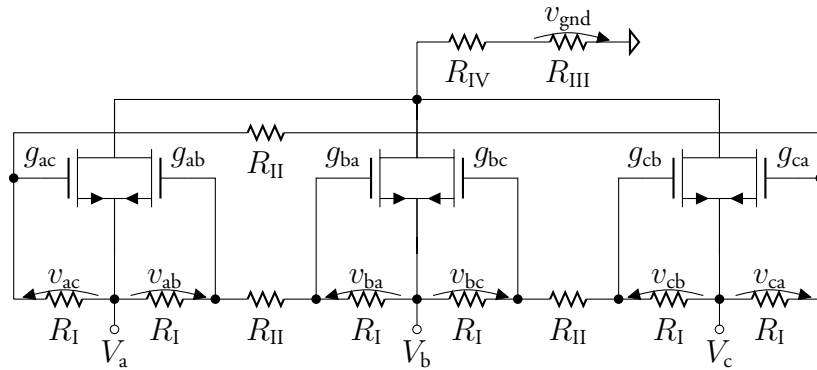 v_gnd
R_IV R_III
g_ac g_ab R_II g_ba g_bc g_cb g_ca
v_ac v_ab v_ba v_bc v_cb v_ca
R_I R_I R_II R_I R_I R_II R_I R_I
V_a V_b V_c